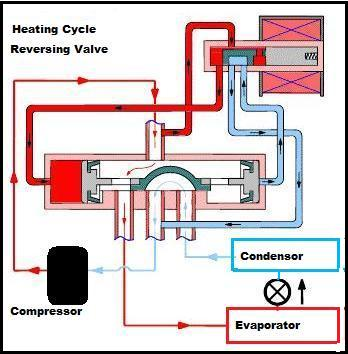 Heating Cycle
Reversing Valve
Condensor
Compressor
Evaporator